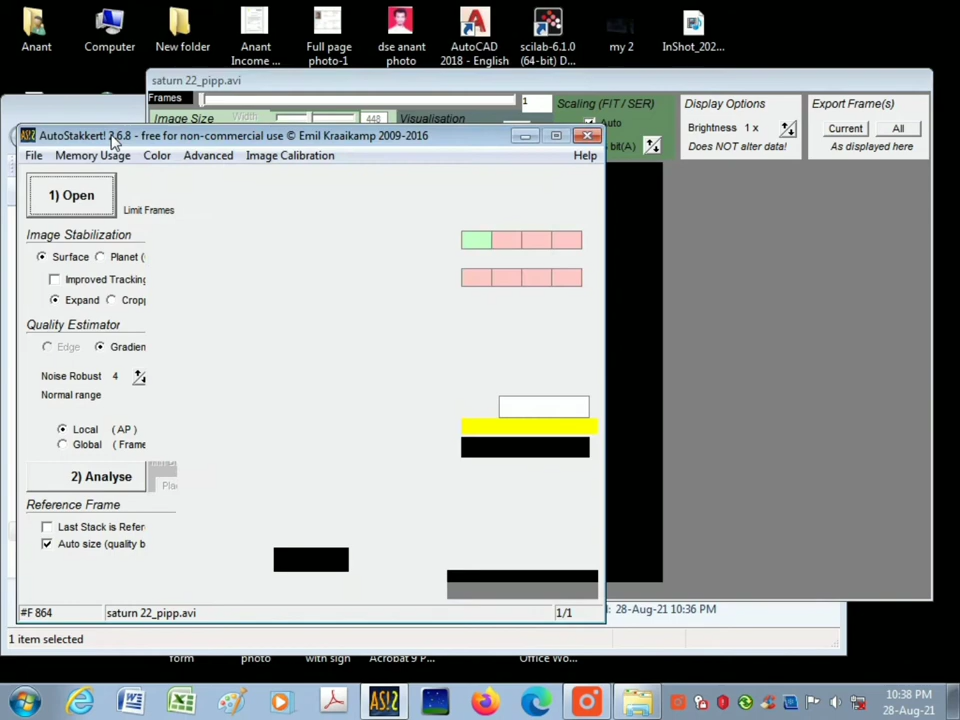 Anant
Computer
New folder
Anant
Income ...
Full page
photo-1
dse anant
photo
AutoCAD
2018 - English
scilab-6.1.0
(64-bit) D...
my 2
InShot_202...
saturn 22_pipp.avi
Frames
1
Scaling (FIT / SER)
Display Options
Export Frame(s)
Image Size
Width
448
Visualisation
Auto
bit(A)
Brightness 1 x
Does NOT alter data!
Current
All
As displayed here
AutoStakkert! 2.6.8 - free for non-commercial use © Emil Kraaikamp 2009-2016
File
Memory Usage
Color
Advanced
Image Calibration
Help
1) Open
Limit Frames
Image Stabilization
Surface
Planet (
Improved Tracking
Expand
Cropp
Quality Estimator
Edge
Gradien
Noise Robust 4
Normal range
Local ( AP )
Global ( Frame
2) Analyse
Pla
Reference Frame
Last Stack is Refer
Auto size (quality b
#F 864
saturn 22_pipp.avi
1/1
28-Aug-21 10:36 PM
1 item selected
form
photo
with sign
Acrobat 9 P...
Office Wo...
AS!2
10:38 PM
28-Aug-21